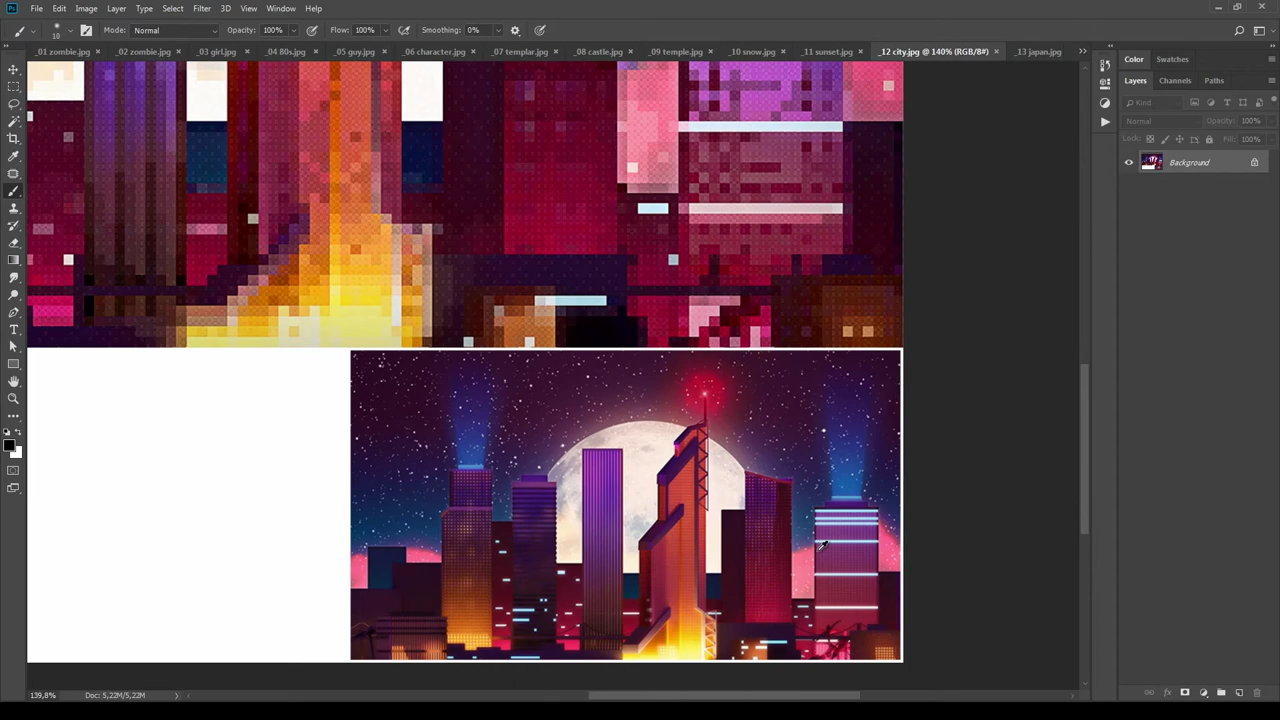 Ps File Edit Image Layer Type Select Filter 3D View Window Help
10 Mode: Normal Opacity: 100% Flow: 100% Smoothing: 0%
_01 zombie.jpg × _02 zombie.jpg × _03 girl.jpg × _04 80s.jpg × _05 guy.jpg × _06 character.jpg × _07 templar.jpg × _08 castle.jpg × _09 temple.jpg × _10 snow.jpg × _11 sunset.jpg × _12 city.jpg @ 140% (RGB/8#) × _13 japan.jpg
Color Swatches
Layers Channels Paths
Kind
Normal Opacity: 100%
Lock: Fill: 100%
Background
139,8% Doc: 5,22M/5,22M